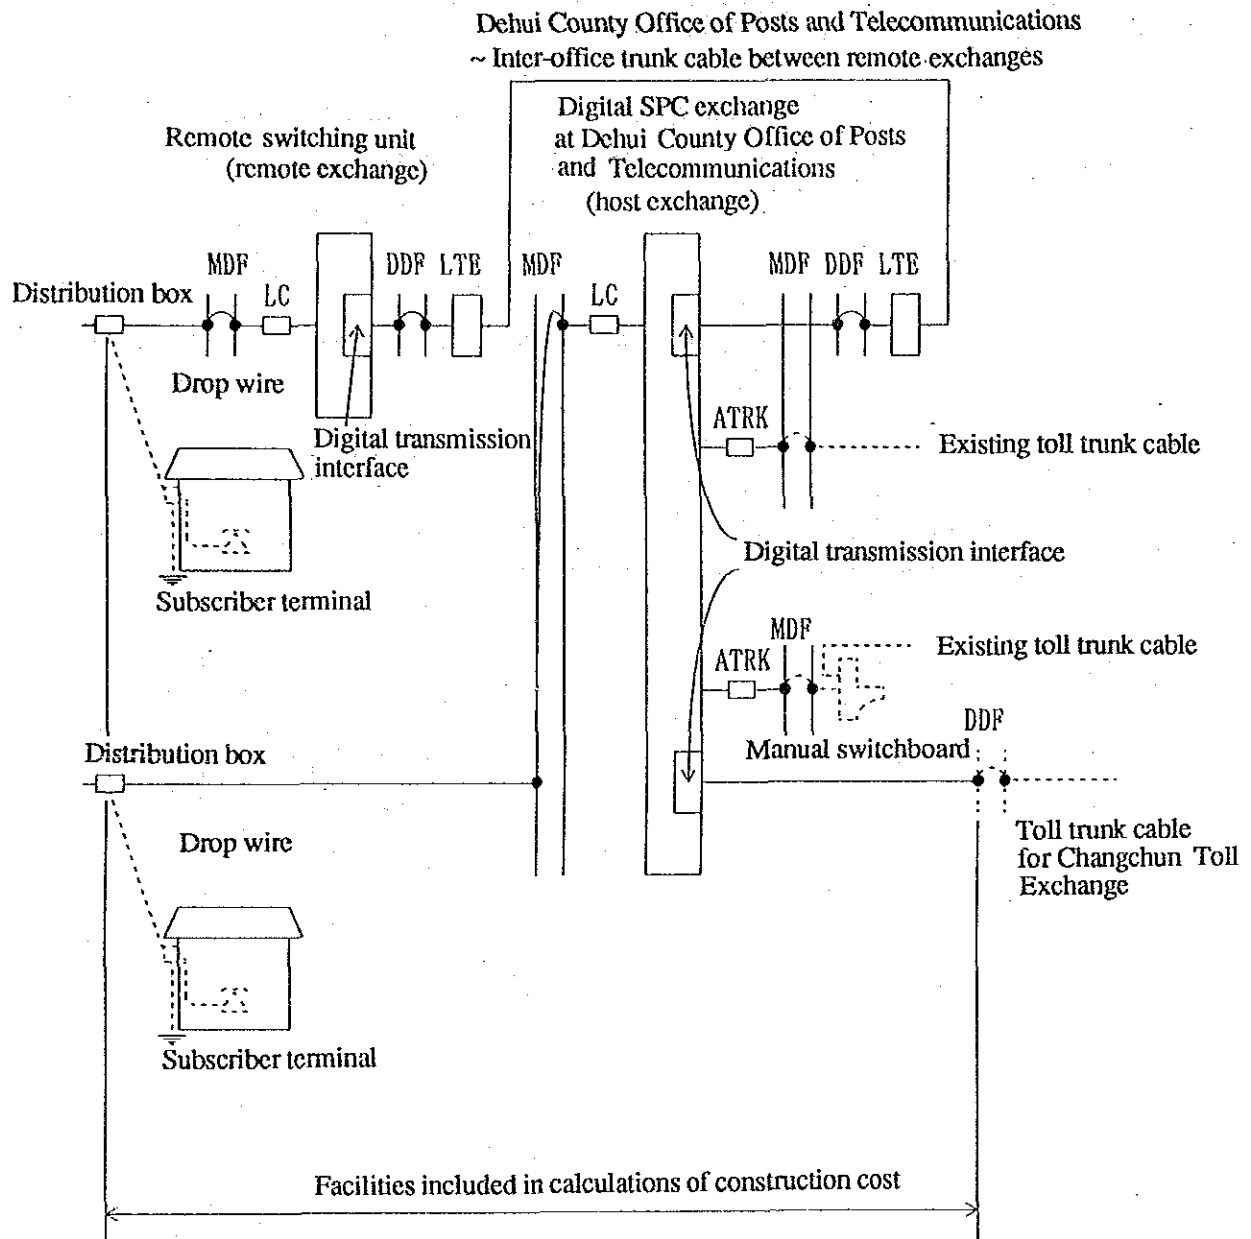 Dehui County Office of Posts and Telecommunications
~ Inter-office trunk cable between remote exchanges
Digital SPC exchange
at Dehui County Office of Posts
and Telecommunications
(host exchange)
Remote switching unit
(remote exchange)
MDF
LC
DDF LTE
MDF
LC
MDF DDF LTE
Distribution box
Drop wire
Digital transmission
interface
ATRK
Existing toll trunk cable
Subscriber terminal
Digital transmission interface
MDF
ATRK
Existing toll trunk cable
Manual switchboard
DDF
Distribution box
Drop wire
Toll trunk cable
for Changchun Toll
Exchange
Subscriber terminal
Facilities included in calculations of construction cost